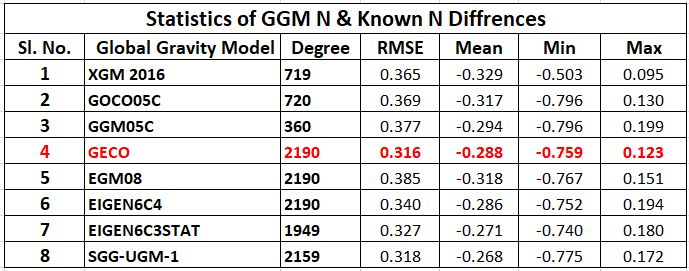 Statistics of GGM N & Known N Diffrences
Sl. No. Global Gravity Model Degree RMSE Mean Min Max
1 XGM 2016 719 0.365 -0.329 -0.503 0.095
2 GOCO05C 720 0.369 -0.317 -0.796 0.130
3 GGM05C 360 0.377 -0.294 -0.796 0.199
4 GECO 2190 0.316 -0.288 -0.759 0.123
5 EGM08 2190 0.385 -0.318 -0.767 0.151
6 EIGEN6C4 2190 0.340 -0.286 -0.752 0.194
7 EIGEN6C3STAT 1949 0.327 -0.271 -0.740 0.180
8 SGG-UGM-1 2159 0.318 -0.268 -0.775 0.172